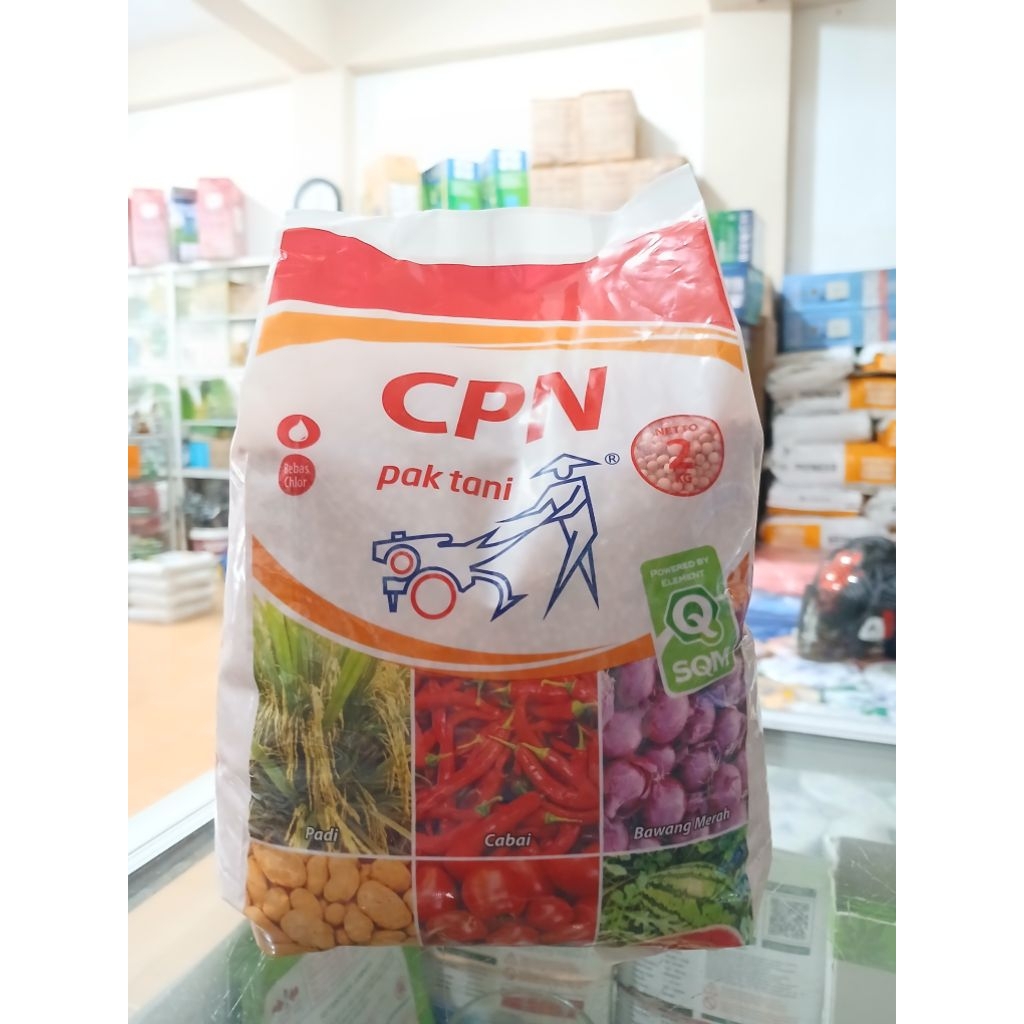 CPN
pak tani
®
Bebas
Chlor
NETTO
2
KG
POWERED BY
ELEMENT
Q
SQM
Padi
Cabai
Bawang Merah